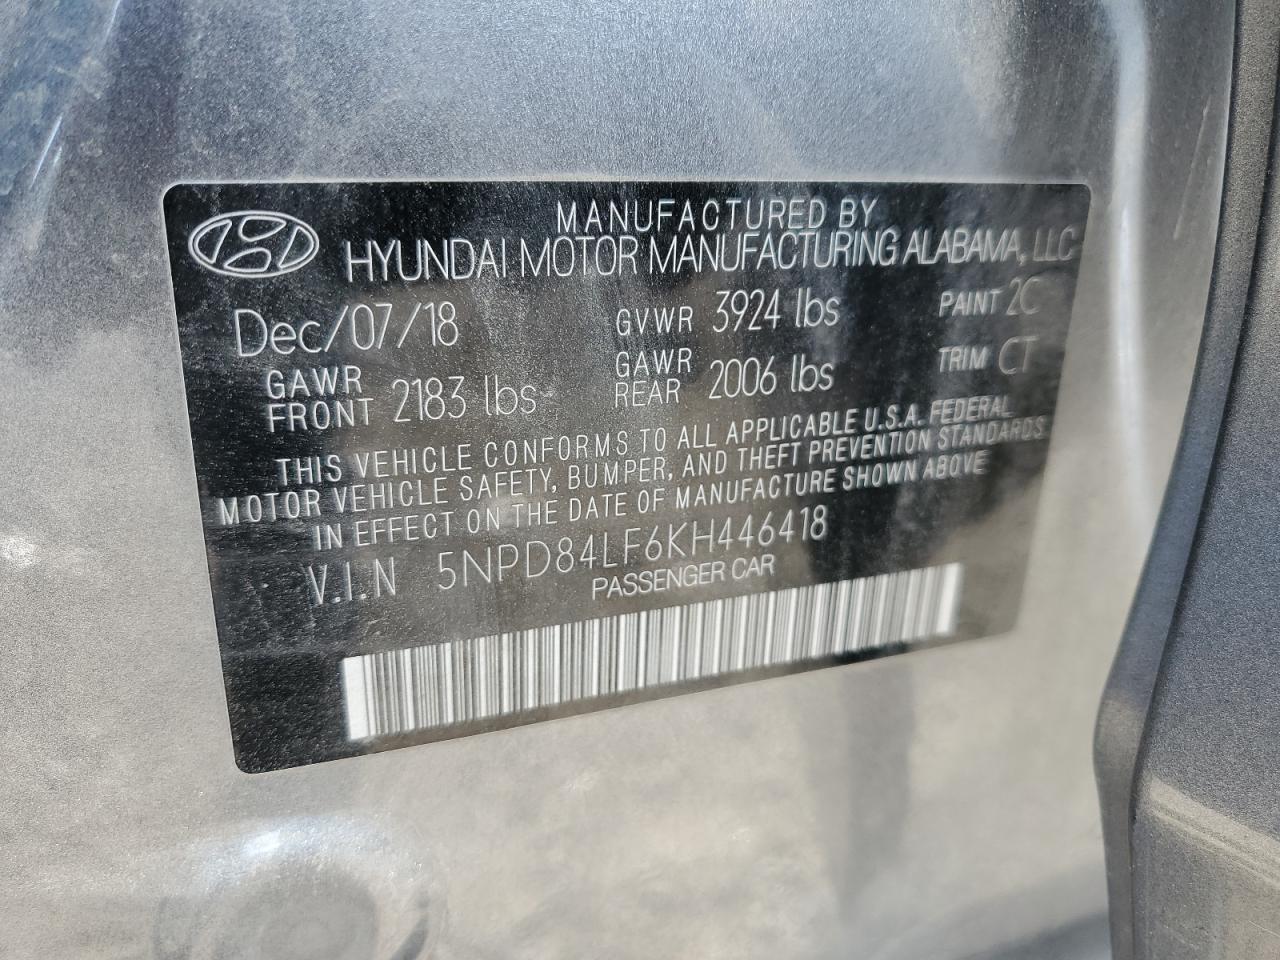 MANUFACTURED BY
HYUNDAI MOTOR MANUFACTURING ALABAMA, LLC
Dec/07/18 GVWR 3924 lbs PAINT 2C
GAWR FRONT 2183 lbs GAWR REAR 2006 lbs TRIM CT
THIS VEHICLE CONFORMS TO ALL APPLICABLE U.S.A. FEDERAL
MOTOR VEHICLE SAFETY, BUMPER, AND THEFT PREVENTION STANDARDS
IN EFFECT ON THE DATE OF MANUFACTURE SHOWN ABOVE
V.I.N 5NPD84LF6KH446418
PASSENGER CAR